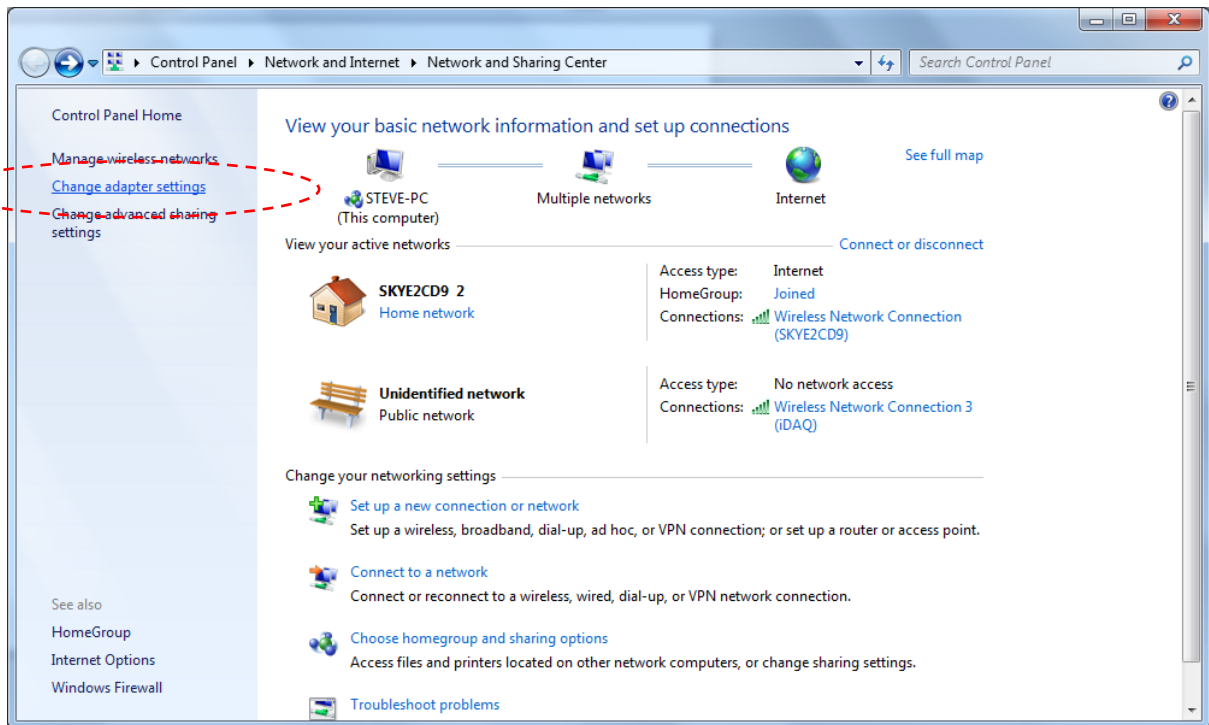 Control Panel ▸ Network and Internet ▸ Network and Sharing Center
Search Control Panel
Control Panel Home
Manage wireless networks
Change adapter settings
Change advanced sharing
settings
See also
HomeGroup
Internet Options
Windows Firewall
View your basic network information and set up connections
See full map
STEVE-PC
(This computer)
Multiple networks
Internet
View your active networks
Connect or disconnect
SKYE2CD9 2
Home network
Access type: Internet
HomeGroup: Joined
Connections: Wireless Network Connection
(SKYE2CD9)
Unidentified network
Public network
Access type: No network access
Connections: Wireless Network Connection 3
(iDAQ)
Change your networking settings
Set up a new connection or network
Set up a wireless, broadband, dial-up, ad hoc, or VPN connection; or set up a router or access point.
Connect to a network
Connect or reconnect to a wireless, wired, dial-up, or VPN network connection.
Choose homegroup and sharing options
Access files and printers located on other network computers, or change sharing settings.
Troubleshoot problems